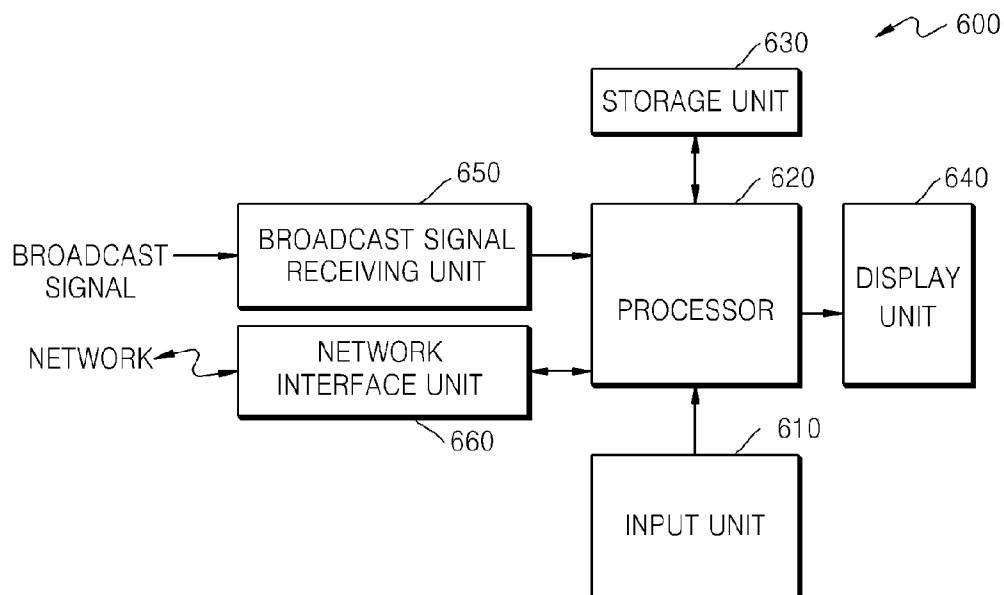 600
630
STORAGE UNIT
650
620
640
BROADCAST
SIGNAL
BROADCAST SIGNAL
RECEIVING UNIT
PROCESSOR
DISPLAY
UNIT
NETWORK
NETWORK
INTERFACE UNIT
660
610
INPUT UNIT